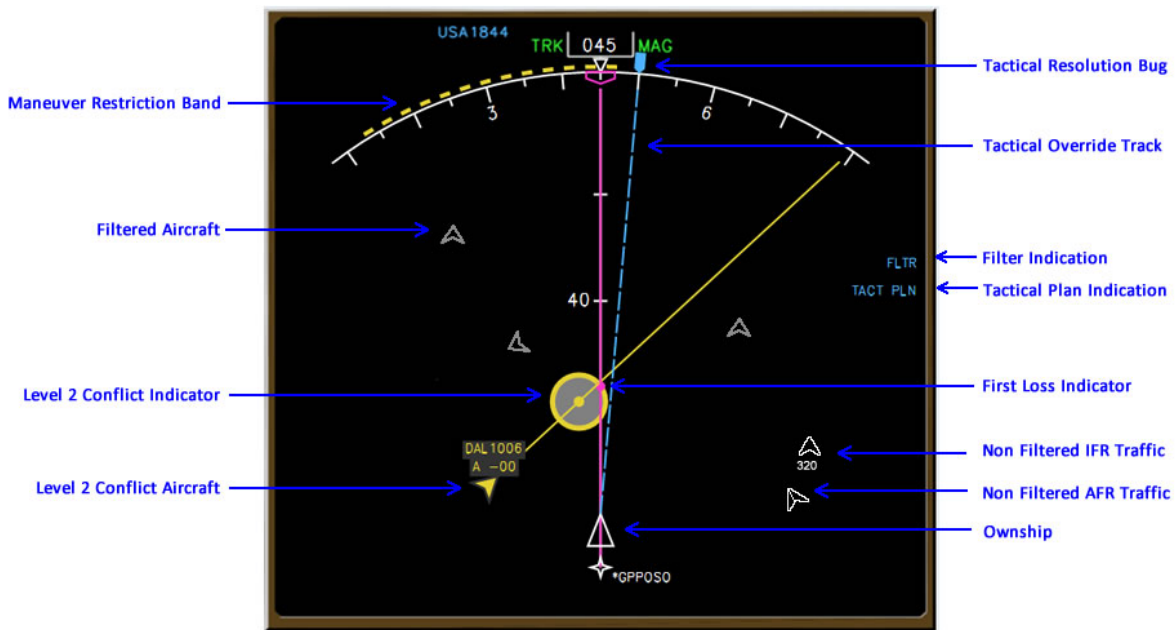 USA1844
TRK 045 MAG
Tactical Resolution Bug
Maneuver Restriction Band
3
6
Tactical Override Track
Filtered Aircraft
FLTR
Filter Indication
TACT PLN
Tactical Plan Indication
40
Level 2 Conflict Indicator
First Loss Indicator
DAL1006
A -00
Non Filtered IFR Traffic
320
Level 2 Conflict Aircraft
Non Filtered AFR Traffic
Ownship
*GPPOSO